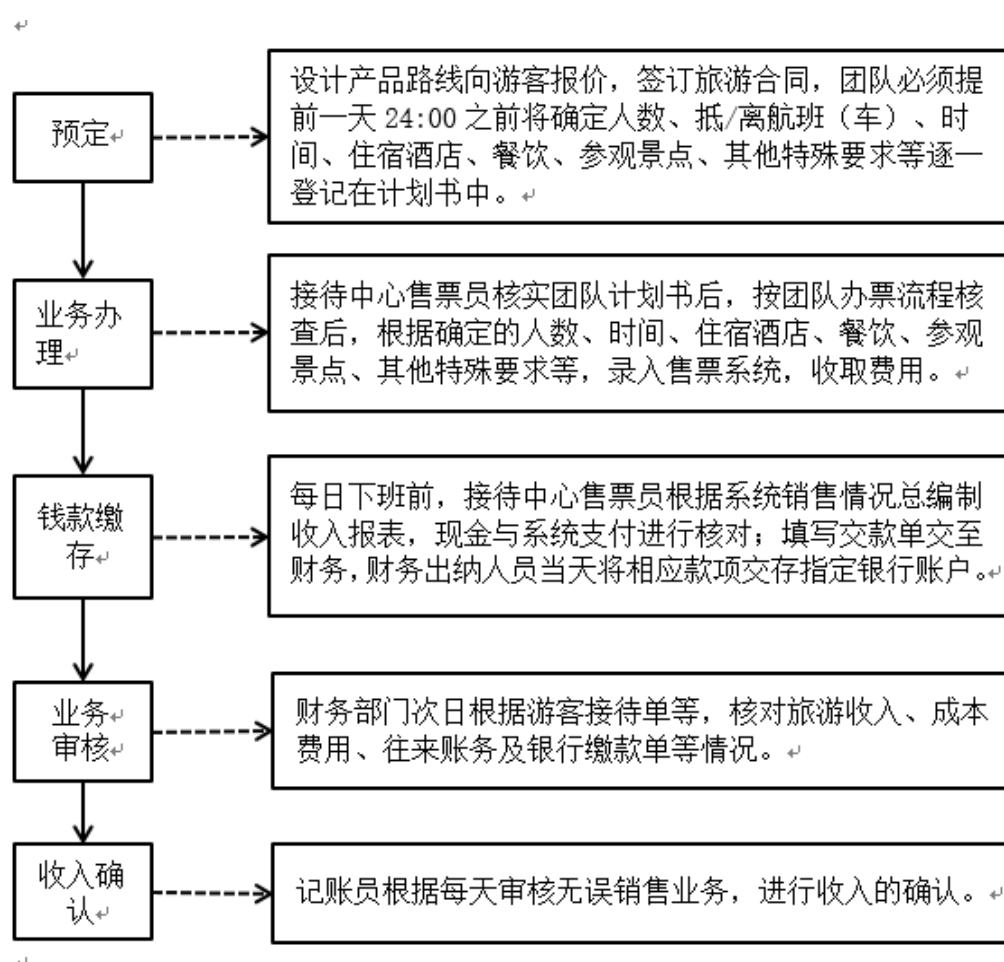 预定
设计产品路线向游客报价，签订旅游合同，团队必须提
前一天 24:00 之前将确定人数、抵/离航班（车）、时
间、住宿酒店、餐饮、参观景点、其他特殊要求等逐一
登记在计划书中。
业务办
理
接待中心售票员核实团队计划书后，按团队办票流程核
查后，根据确定的人数、时间、住宿酒店、餐饮、参观
景点、其他特殊要求等，录入售票系统，收取费用。
钱款缴
存
每日下班前，接待中心售票员根据系统销售情况总编制
收入报表，现金与系统支付进行核对；填写交款单交至
财务，财务出纳人员当天将相应款项交存指定银行账户。
业务
审核
财务部门次日根据游客接待单等，核对旅游收入、成本
费用、往来账务及银行缴款单等情况。
收入确
认
记账员根据每天审核无误销售业务，进行收入的确认。